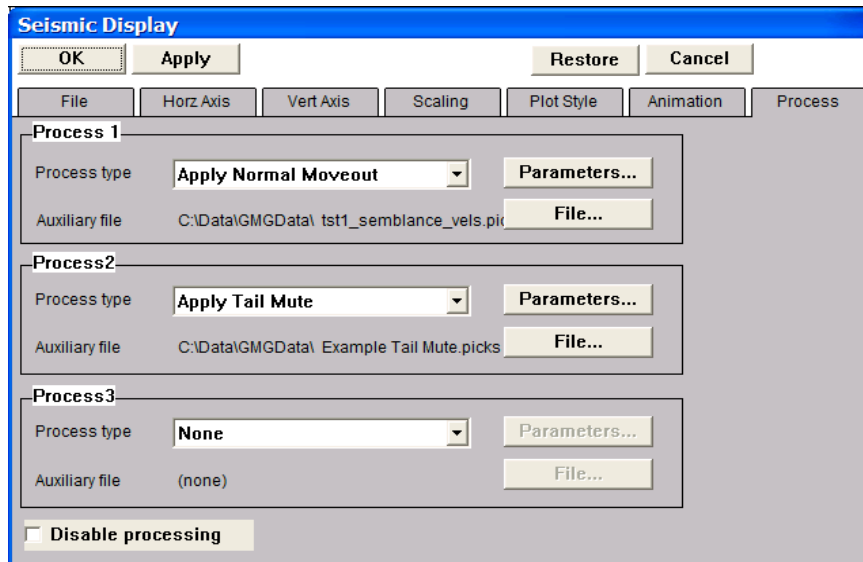 Seismic Display
OK Apply Restore Cancel
File Horz Axis Vert Axis Scaling Plot Style Animation Process
Process 1
Process type Apply Normal Moveout Parameters...
Auxiliary file C:\Data\GMGData\ tst1_semblance_vels.pic File...
Process2
Process type Apply Tail Mute Parameters...
Auxiliary file C:\Data\GMGData\ Example Tail Mute.picks File...
Process3
Process type None Parameters...
Auxiliary file (none) File...
Disable processing